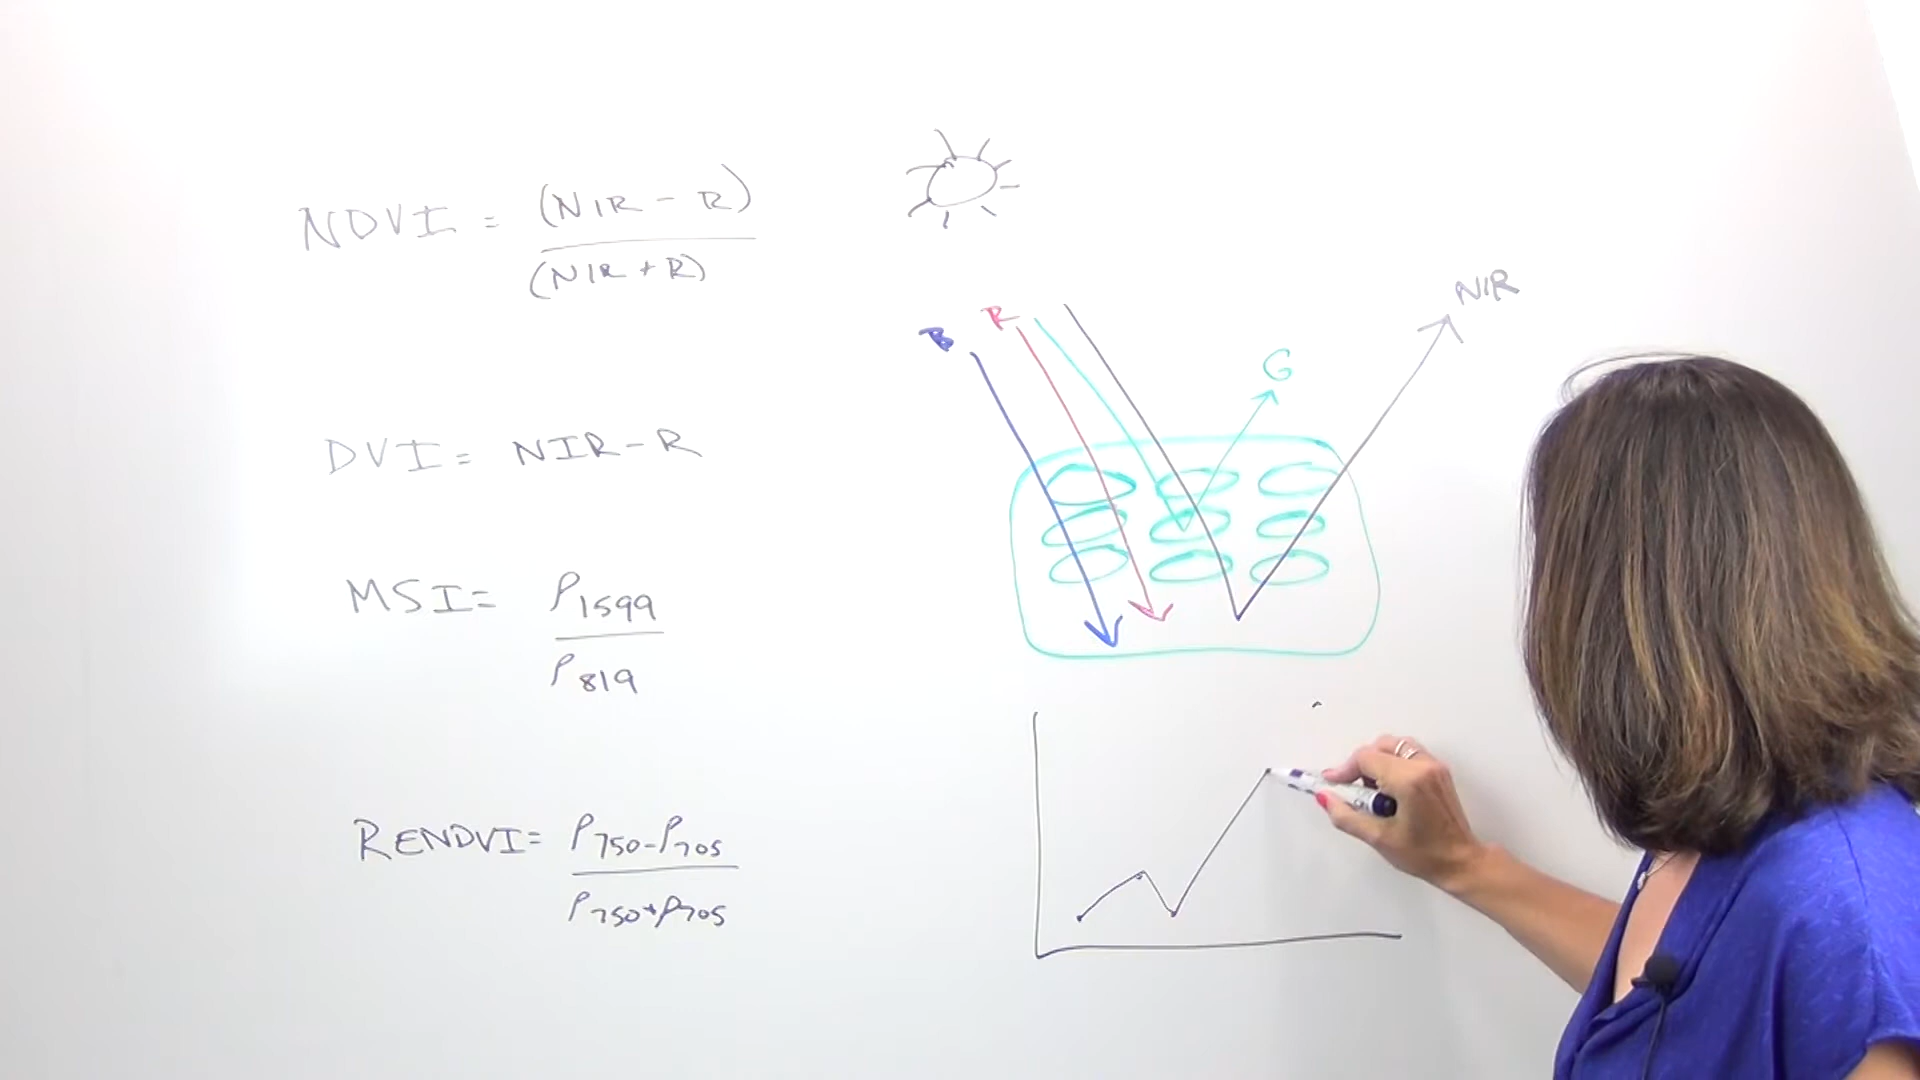 NDVI = (NIR - R)
(NIR + R)
DVI = NIR - R
MSI = ρ1599
ρ819
RENDVI = ρ750-ρ705
ρ750+ρ705
B
R
G
NIR